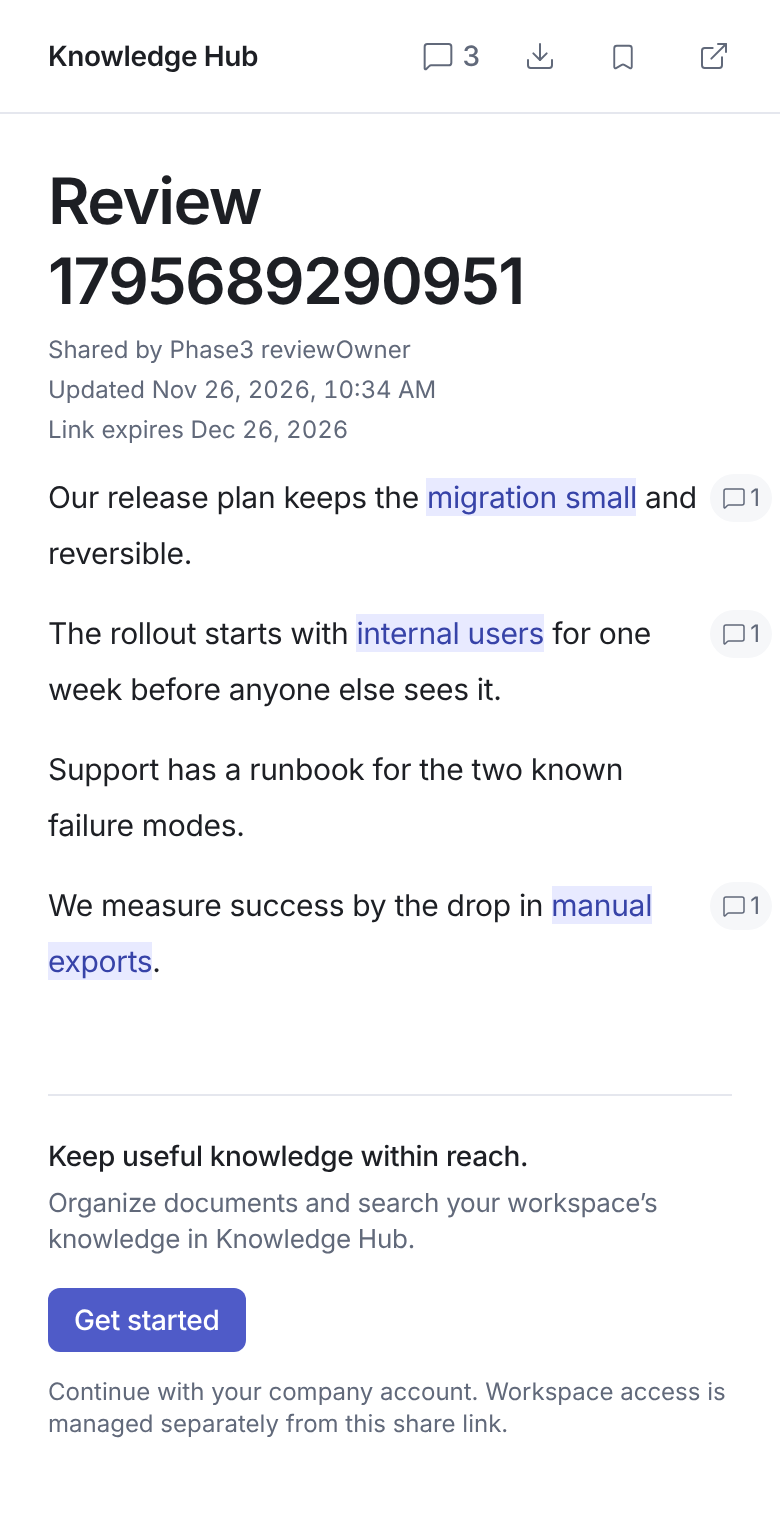 Knowledge Hub 3
Review
1795689290951
Shared by Phase3 reviewOwner
Updated Nov 26, 2026, 10:34 AM
Link expires Dec 26, 2026
Our release plan keeps the migration small and 1
reversible.
The rollout starts with internal users for one 1
week before anyone else sees it.
Support has a runbook for the two known
failure modes.
We measure success by the drop in manual 1
exports.
Keep useful knowledge within reach.
Organize documents and search your workspace’s
knowledge in Knowledge Hub.
Get started
Continue with your company account. Workspace access is
managed separately from this share link.